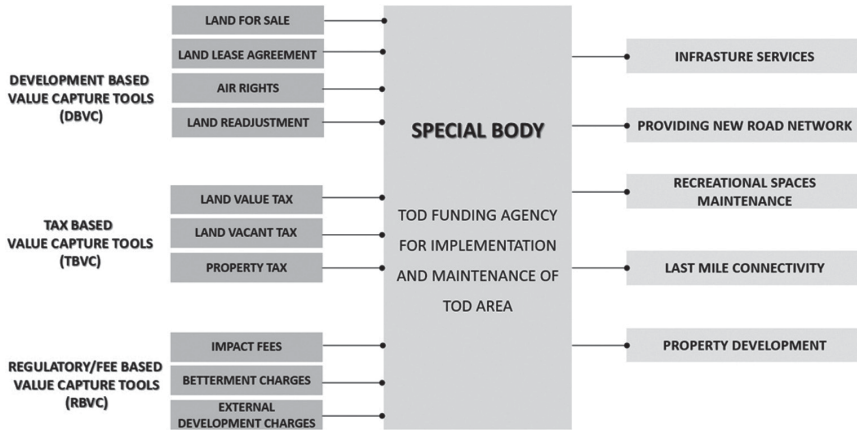 DEVELOPMENT BASED
VALUE CAPTURE TOOLS
(DBVC)
LAND FOR SALE
LAND LEASE AGREEMENT
AIR RIGHTS
LAND READJUSTMENT
TAX BASED
VALUE CAPTURE TOOLS
(TBVC)
LAND VALUE TAX
LAND VACANT TAX
PROPERTY TAX
REGULATORY/FEE BASED
VALUE CAPTURE TOOLS
(RBVC)
IMPACT FEES
BETTERMENT CHARGES
EXTERNAL
DEVELOPMENT CHARGES
SPECIAL BODY
TOD FUNDING AGENCY
FOR IMPLEMENTATION
AND MAINTENANCE OF
TOD AREA
INFRASTURE SERVICES
PROVIDING NEW ROAD NETWORK
RECREATIONAL SPACES
MAINTENANCE
LAST MILE CONNECTIVITY
PROPERTY DEVELOPMENT